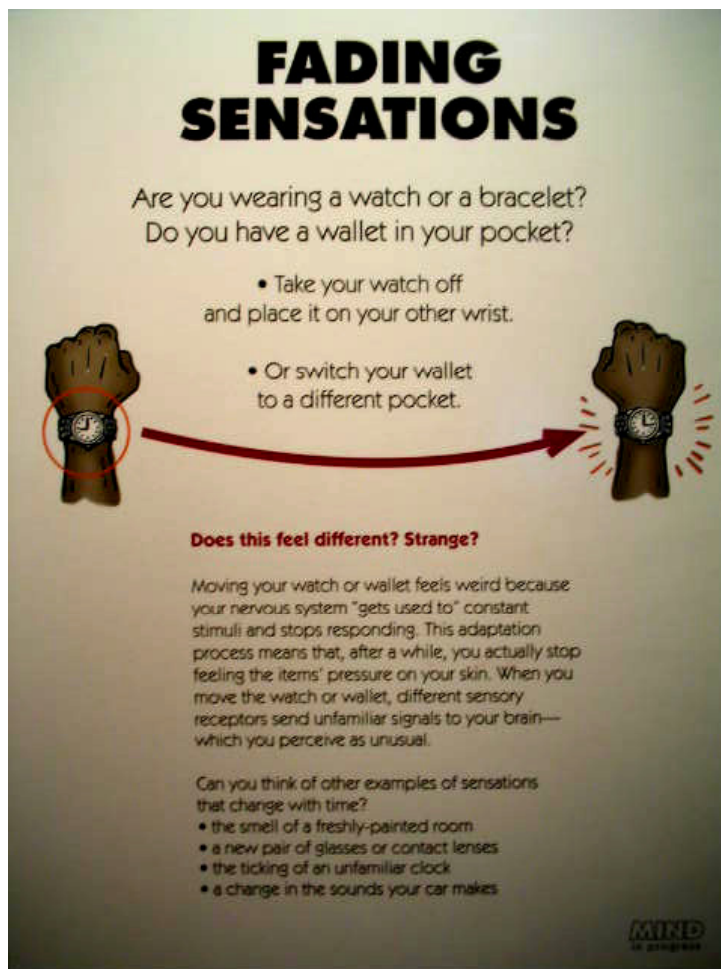 FADING
SENSATIONS
Are you wearing a watch or a bracelet?
Do you have a wallet in your pocket?
• Take your watch off
and place it on your other wrist.
• Or switch your wallet
to a different pocket.
Does this feel different? Strange?
Moving your watch or wallet feels weird because
your nervous system "gets used to" constant
stimuli and stops responding. This adaptation
process means that, after a while, you actually stop
feeling the items' pressure on your skin. When you
move the watch or wallet, different sensory
receptors send unfamiliar signals to your brain—
which you perceive as unusual.
Can you think of other examples of sensations
that change with time?
• the smell of a freshly-painted room
• a new pair of glasses or contact lenses
• the ticking of an unfamiliar clock
• a change in the sounds your car makes
MIND
in progress